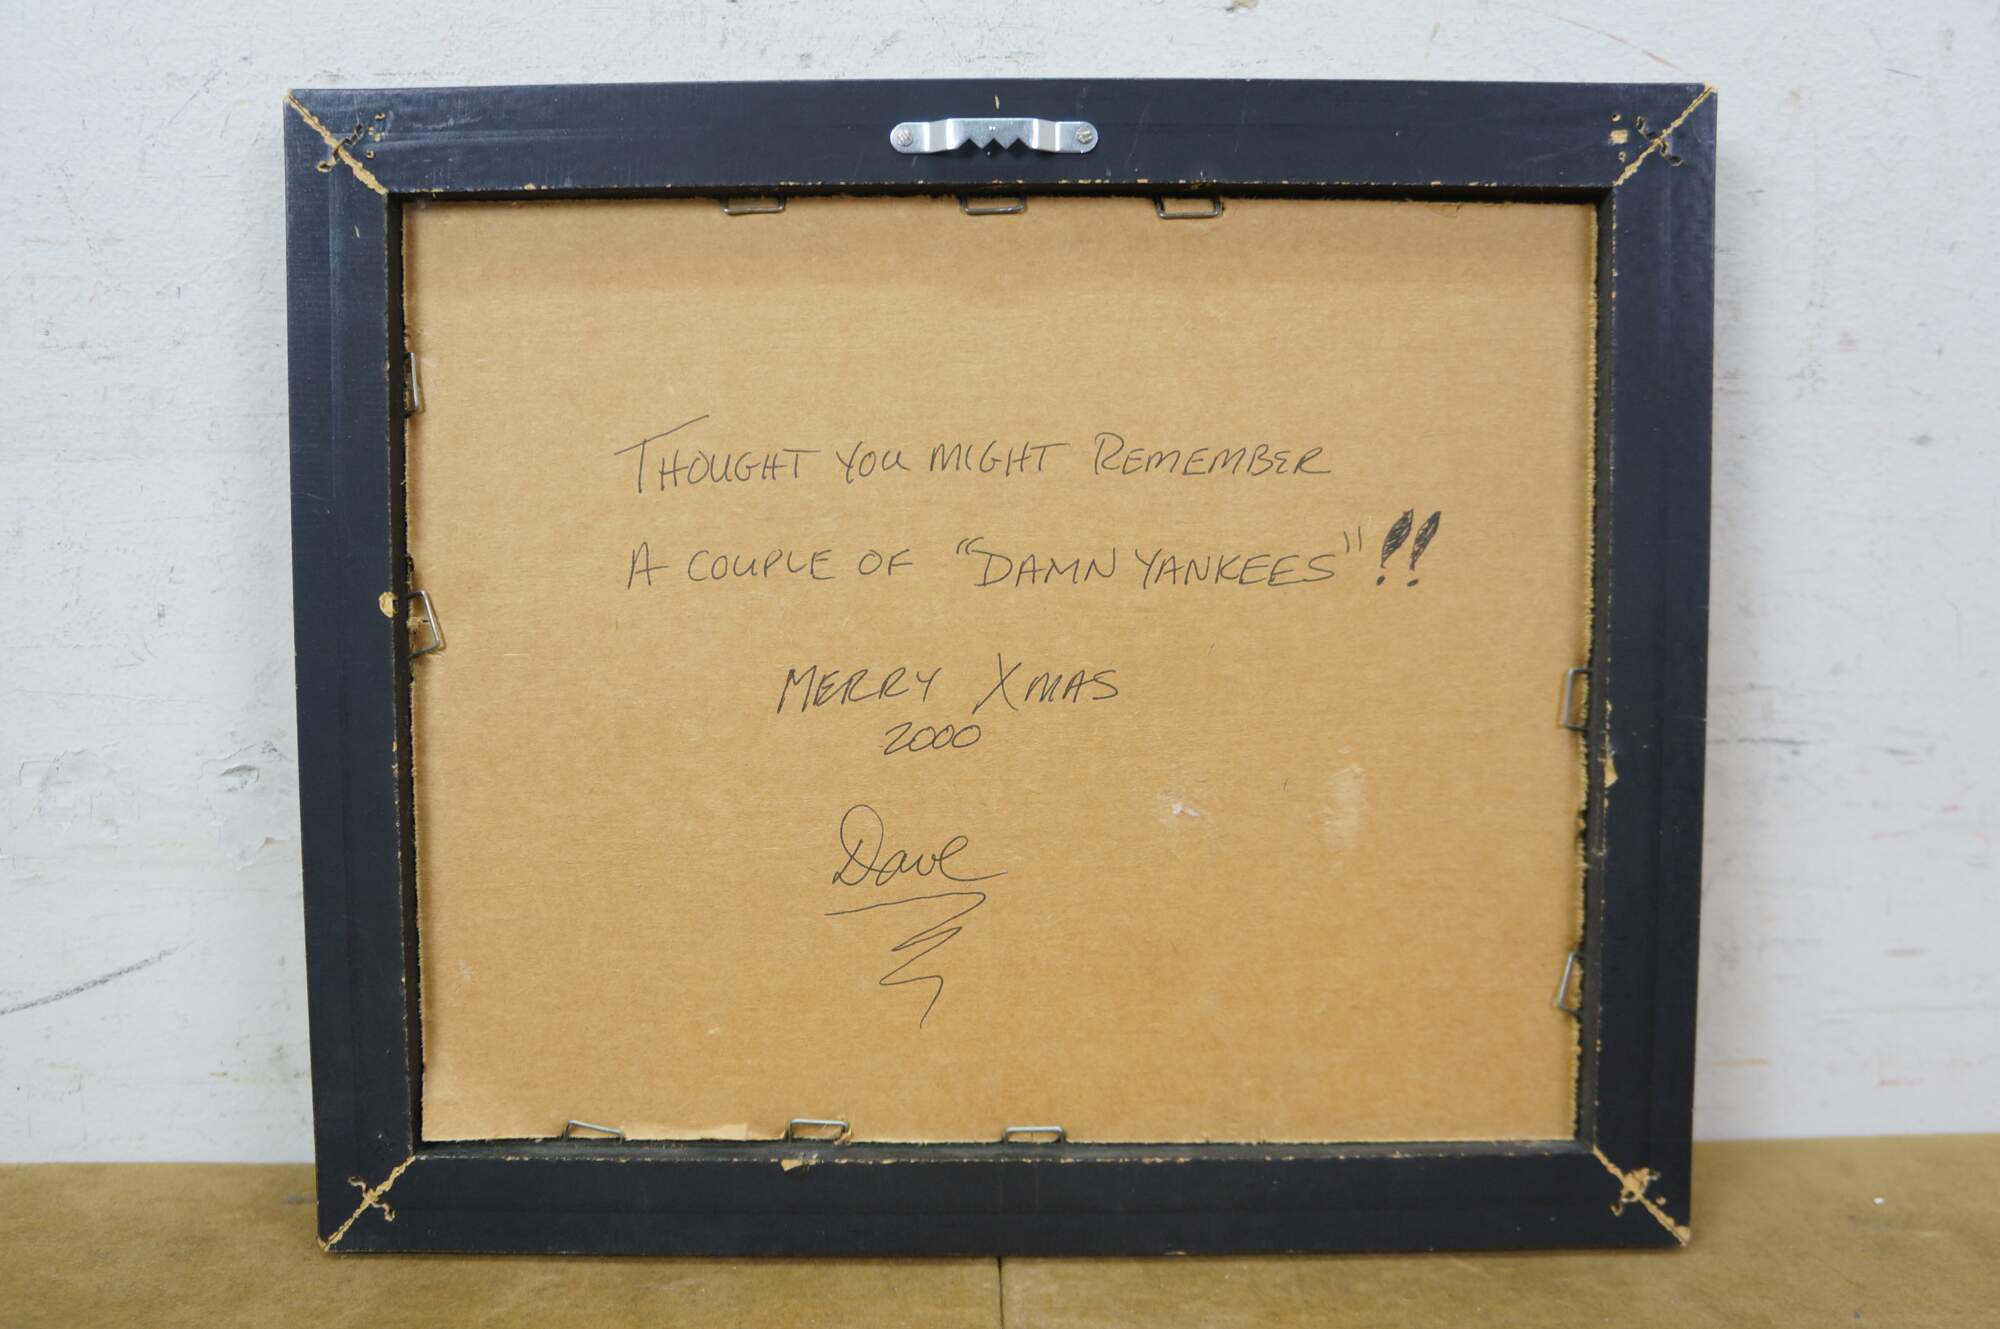 THOUGHT YOU MIGHT REMEMBER
A COUPLE OF "DAMN YANKEES"!!
MERRY XMAS
2000
Dave